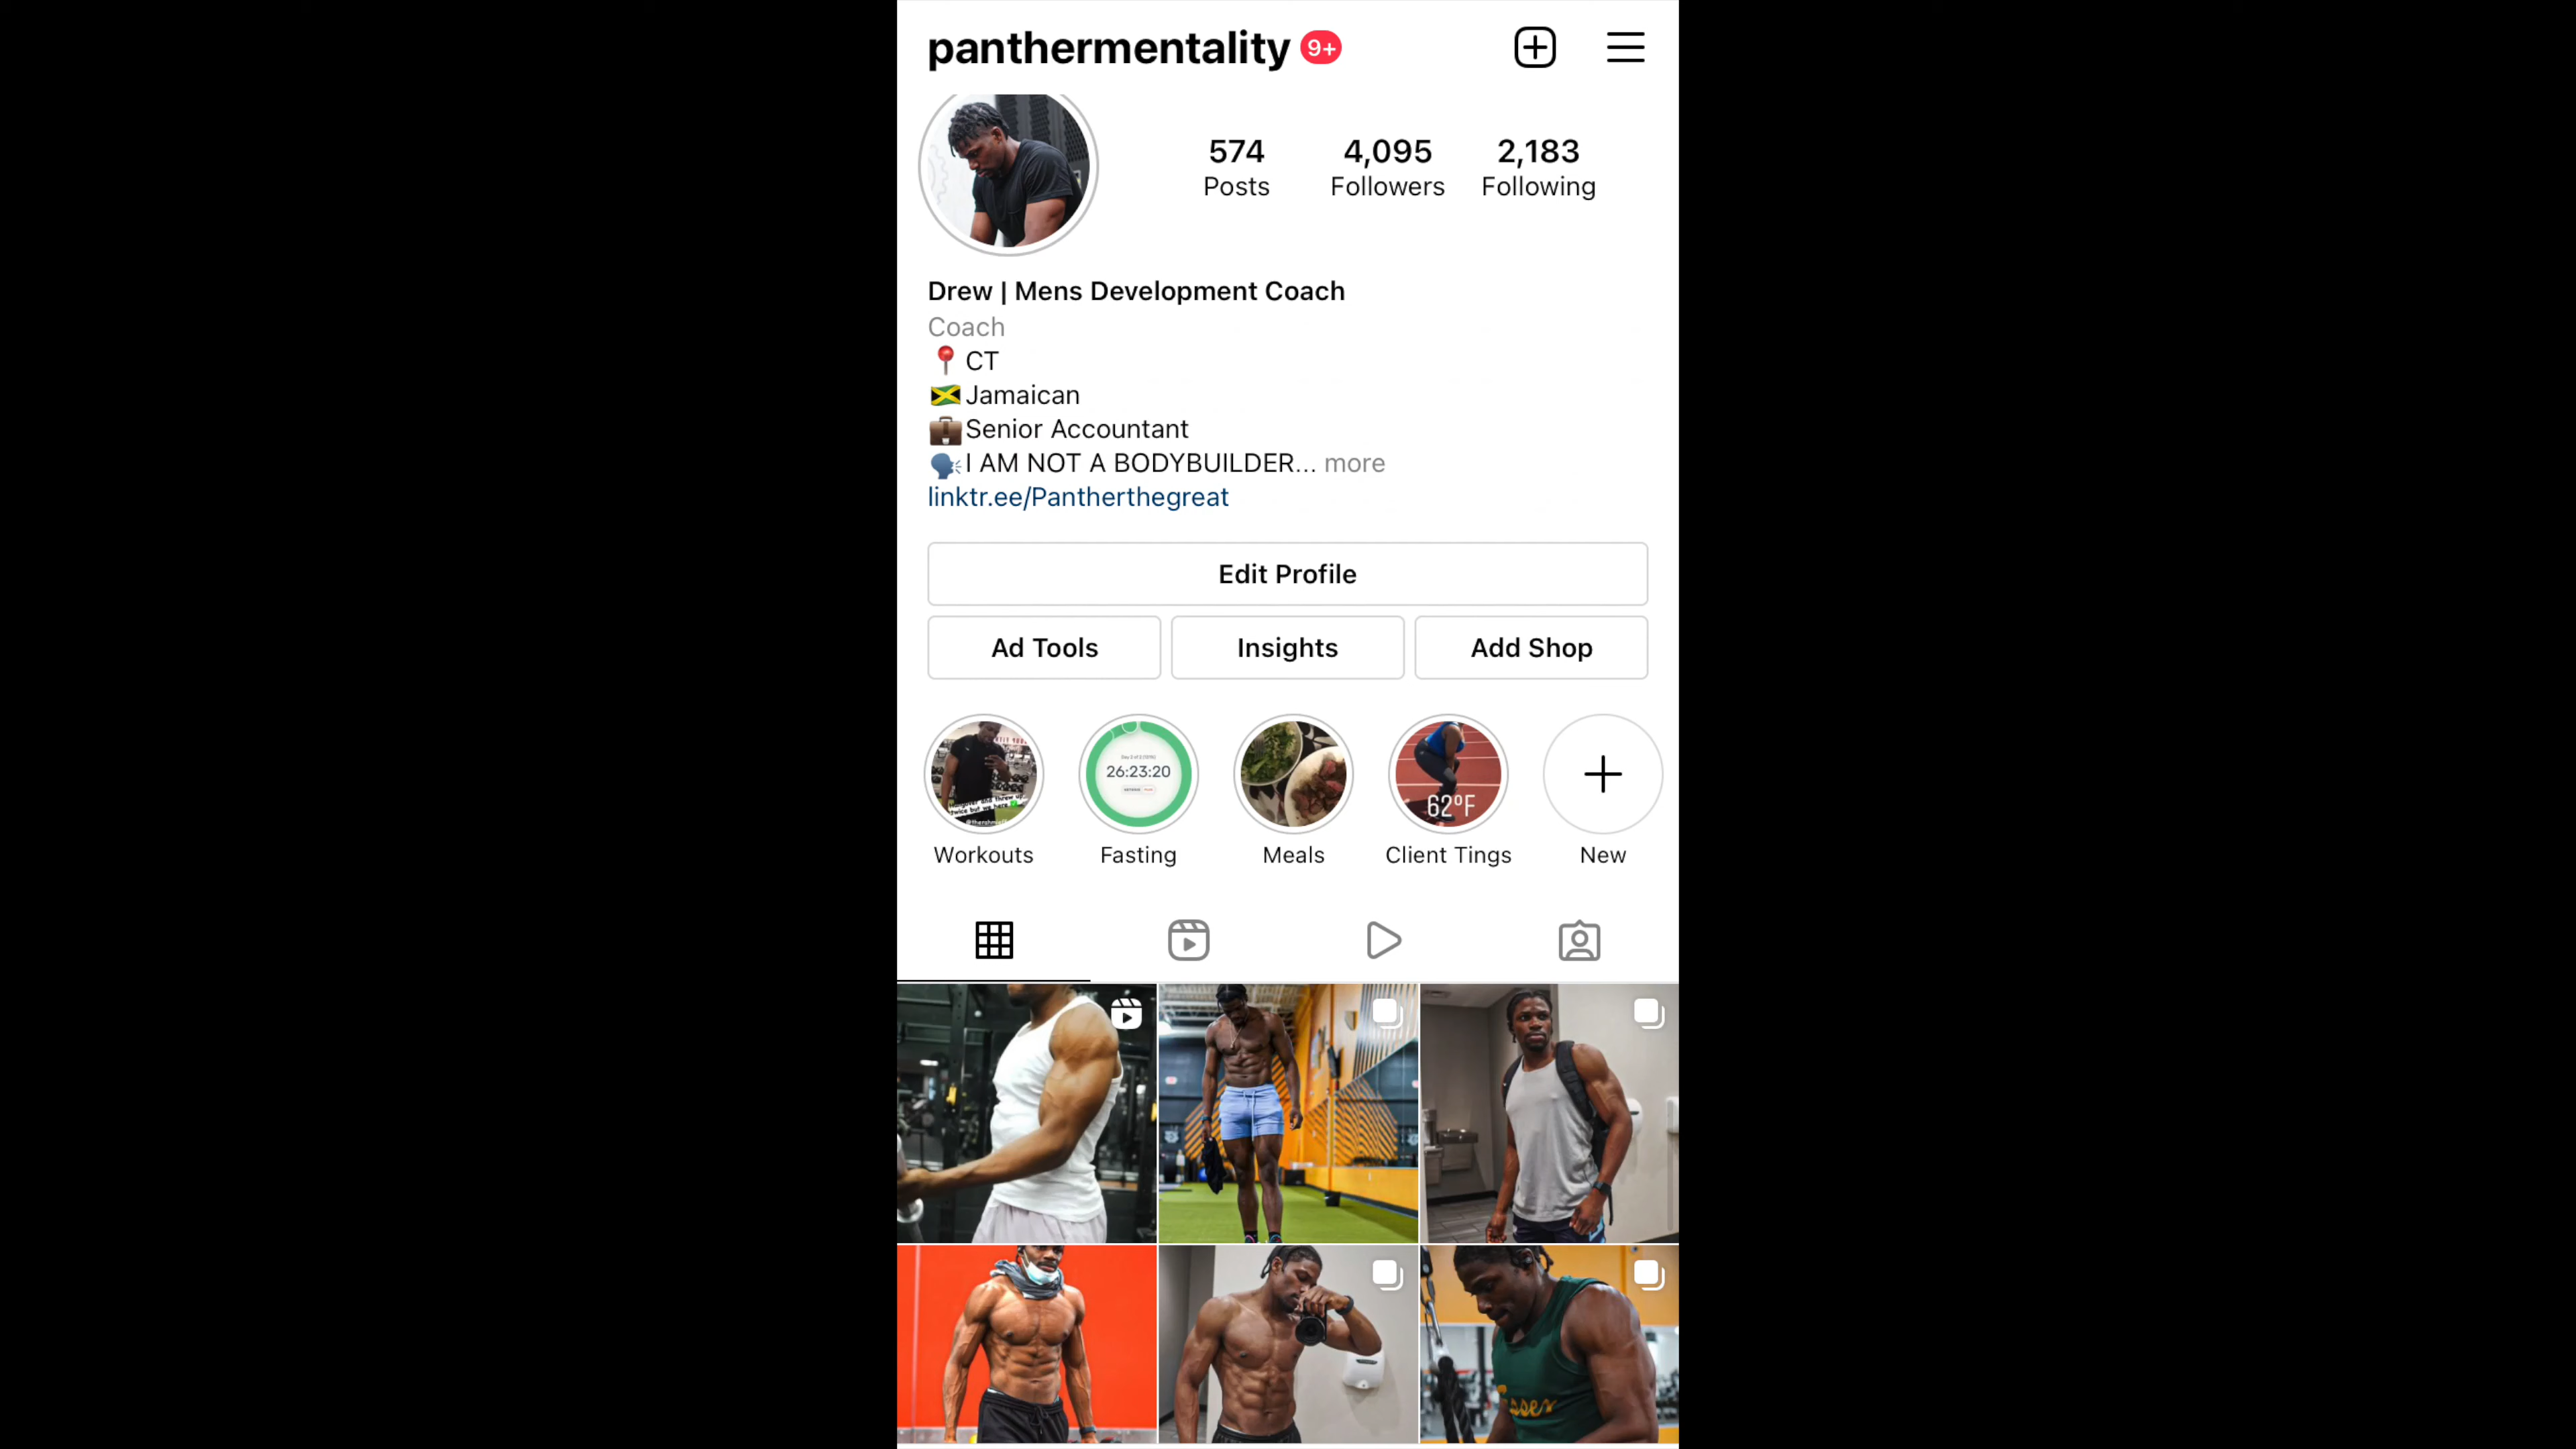 panthermentality 9+
574 4,095 2,183
Posts Followers Following
Drew | Mens Development Coach
Coach
📍 CT
🇯🇲 Jamaican
💼 Senior Accountant
🗣 I AM NOT A BODYBUILDER... more
linktr.ee/Pantherthegreat
Edit Profile
Ad Tools Insights Add Shop
26:23:20
62°F
Workouts Fasting Meals Client Tings New